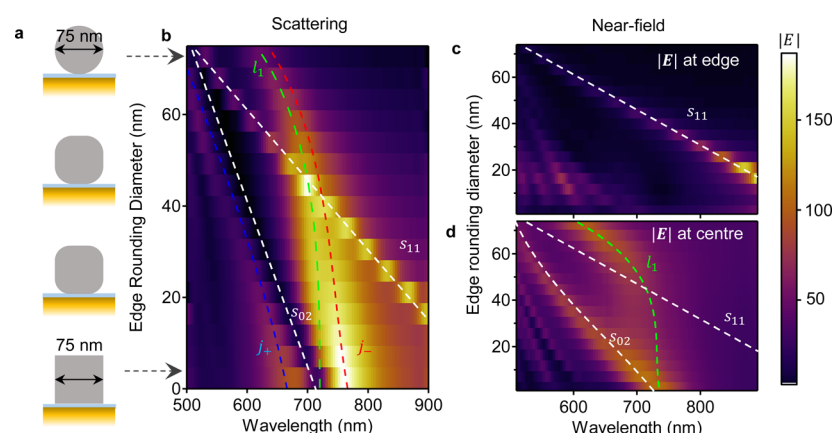 a
75 nm
75 nm
Scattering
b
l₁
s₁₁
s₀₂
j₊
j₋
Edge Rounding Diameter (nm)
60
40
20
0
500
600
700
800
900
Wavelength (nm)
Near-field
c
|E| at edge
s₁₁
60
40
20
d
|E| at centre
l₁
s₁₁
s₀₂
Edge rounding diameter (nm)
60
40
20
600
700
800
Wavelength (nm)
|E|
150
100
50